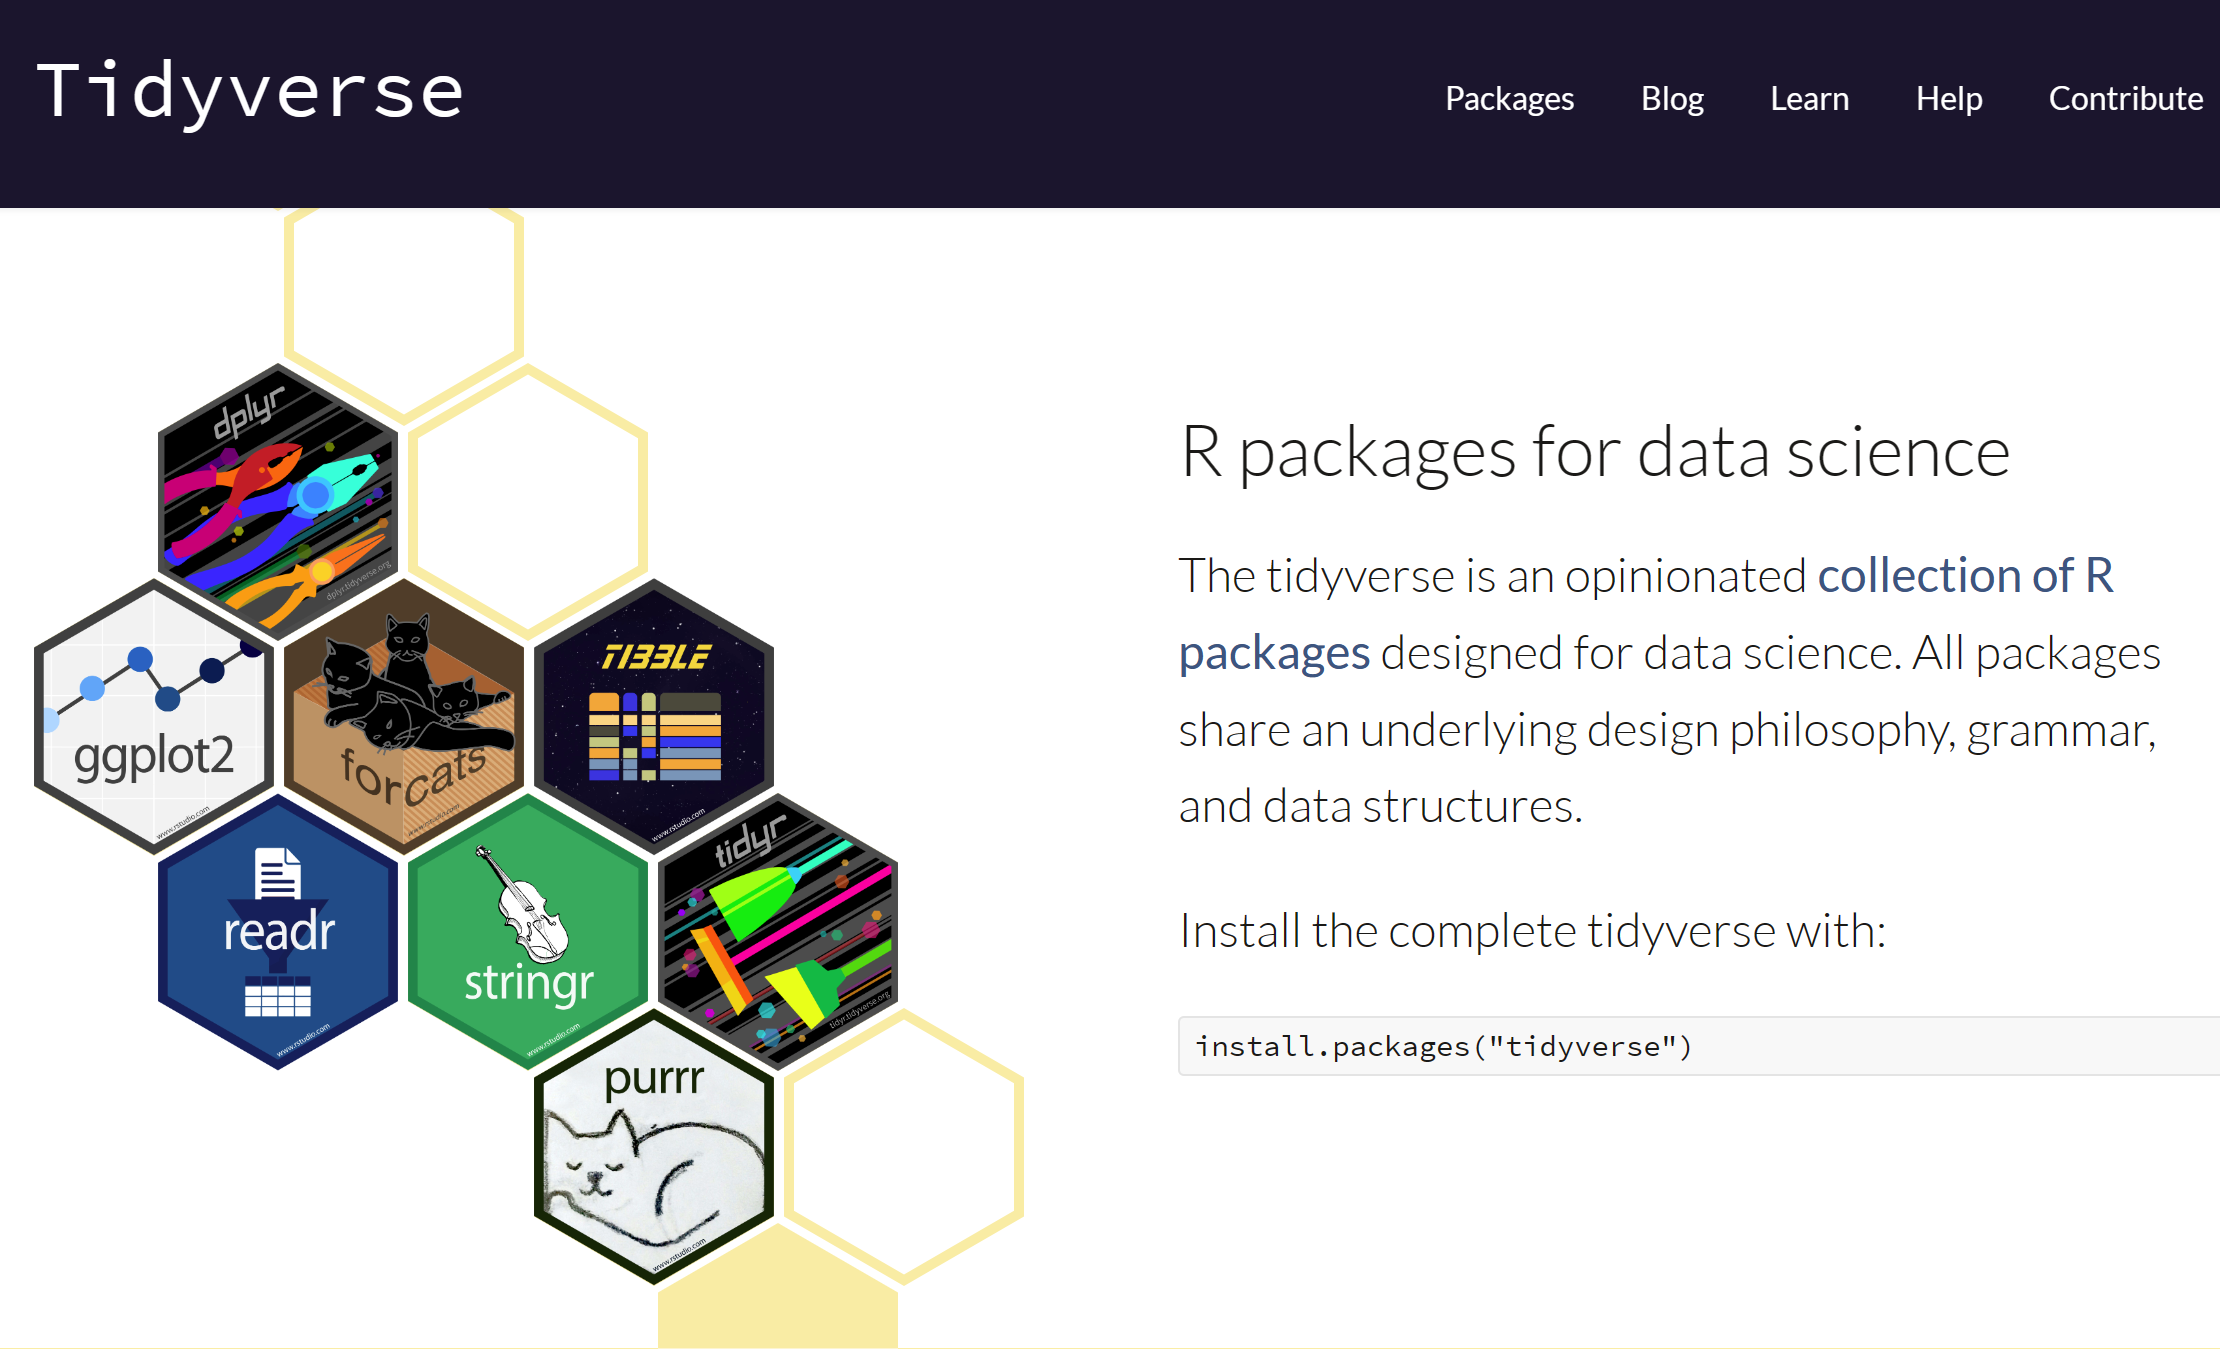 Tidyverse
Packages Blog Learn Help Contribute
dplyr
dplyr.tidyverse.org
ggplot2
www.rstudio.com
forcats
TIBBLE
www.rstudio.com
readr
www.rstudio.com
stringr
www.rstudio.com
tidyr
tidyr.tidyverse.org
purrr
www.rstudio.com
R packages for data science
The tidyverse is an opinionated collection of R
packages designed for data science. All packages
share an underlying design philosophy, grammar,
and data structures.
Install the complete tidyverse with:
install.packages("tidyverse")